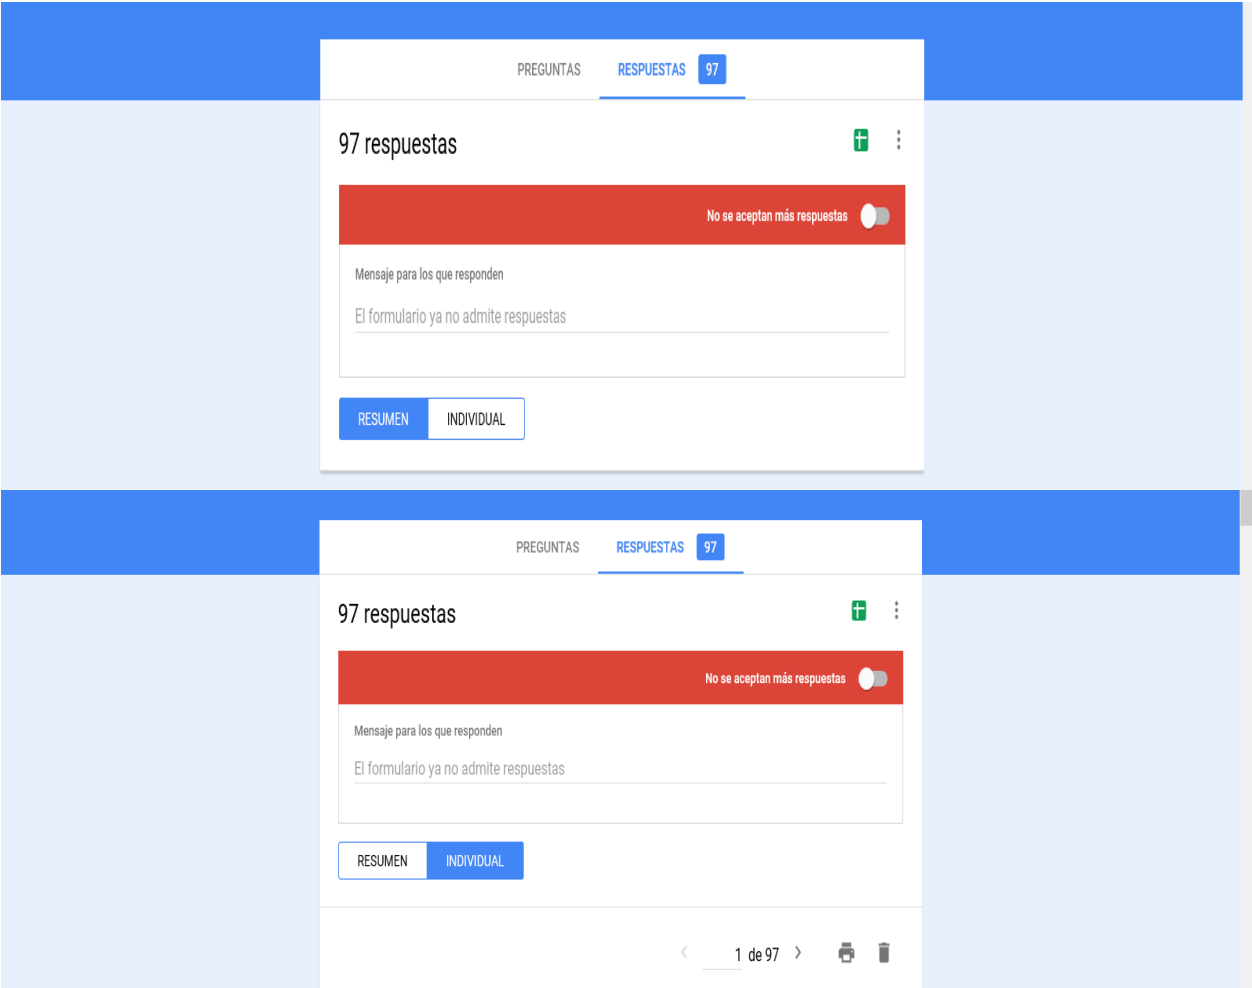 PREGUNTAS RESPUESTAS 97
97 respuestas
No se aceptan más respuestas
Mensaje para los que responden
El formulario ya no admite respuestas
RESUMEN INDIVIDUAL
PREGUNTAS RESPUESTAS 97
97 respuestas
No se aceptan más respuestas
Mensaje para los que responden
El formulario ya no admite respuestas
RESUMEN INDIVIDUAL
1 de 97